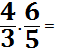 4/3 . 6/5 =